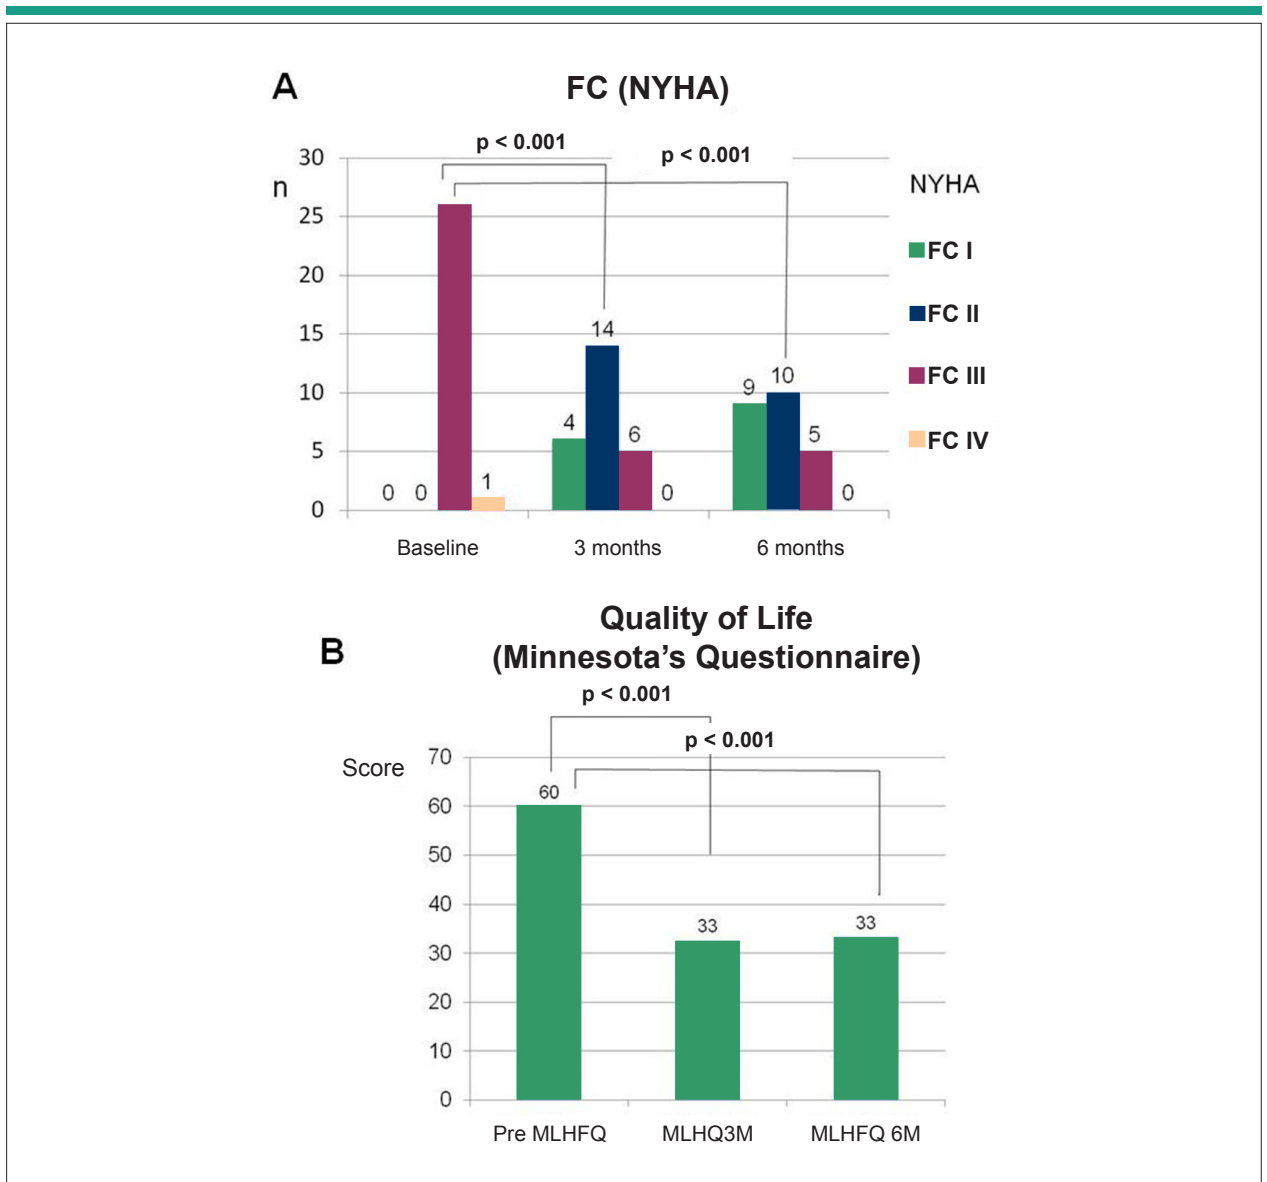 A
FC (NYHA)
p < 0.001
p < 0.001
30
n
25
20
15
10
5
0
0 0 1
4 14 6 0
9 10 5 0
Baseline 3 months 6 months
NYHA
FC I
FC II
FC III
FC IV
B
Quality of Life
(Minnesota’s Questionnaire)
p < 0.001
p < 0.001
Score
70
60
50
40
30
20
10
0
60
33
33
Pre MLHFQ MLHQ3M MLHFQ 6M